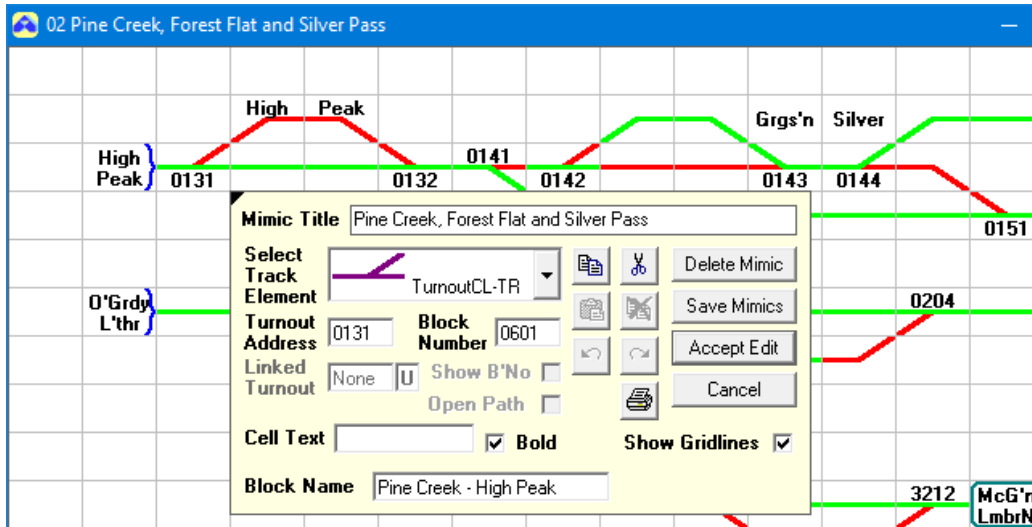 02 Pine Creek, Forest Flat and Silver Pass
High Peak
Grgs'n Silver
High
Peak
0131
0132
0141
0142
0143
0144
0151
O'Grdy
L'thr
0204
Mimic Title Pine Creek, Forest Flat and Silver Pass
Select
Track
Element
TurnoutCL-TR
Delete Mimic
Save Mimics
Turnout
Address 0131
Block
Number 0601
Accept Edit
Linked
Turnout None U
Show B'No
Open Path
Cancel
Cell Text
Bold
Show Gridlines
Block Name Pine Creek - High Peak
3212
McG'n